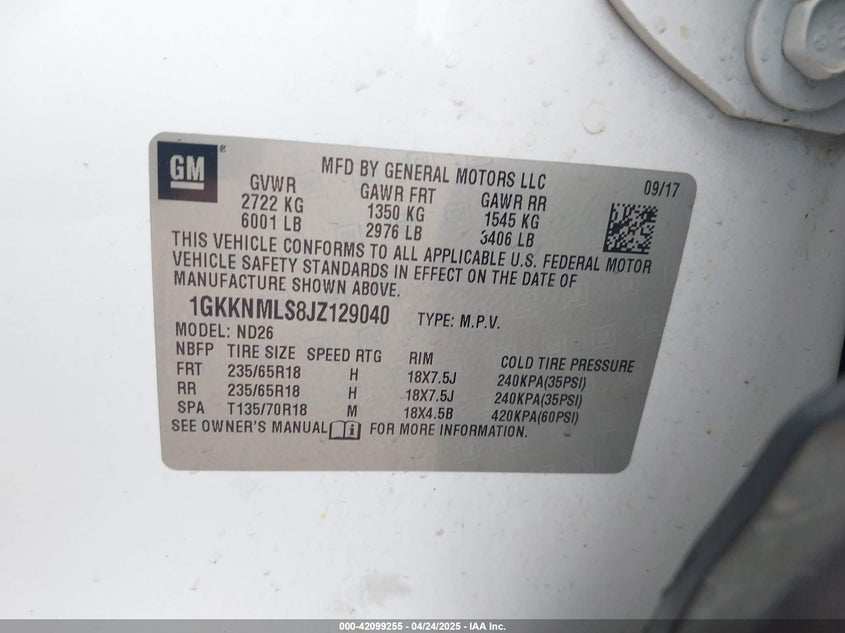 GM®
MFD BY GENERAL MOTORS LLC
09/17
GVWR GAWR FRT GAWR RR
2722 KG 1350 KG 1545 KG
6001 LB 2976 LB 3406 LB
THIS VEHICLE CONFORMS TO ALL APPLICABLE U.S. FEDERAL MOTOR
VEHICLE SAFETY STANDARDS IN EFFECT ON THE DATE OF
MANUFACTURE SHOWN ABOVE.
1GKKNMLS8JZ129040 TYPE: M.P.V.
MODEL: ND26
NBFP TIRE SIZE SPEED RTG RIM COLD TIRE PRESSURE
FRT 235/65R18 H 18X7.5J 240KPA(35PSI)
RR 235/65R18 H 18X7.5J 240KPA(35PSI)
SPA T135/70R18 M 18X4.5B 420KPA(60PSI)
SEE OWNER'S MANUAL FOR MORE INFORMATION.
000-42099255 - 04/24/2025 - IAA Inc.